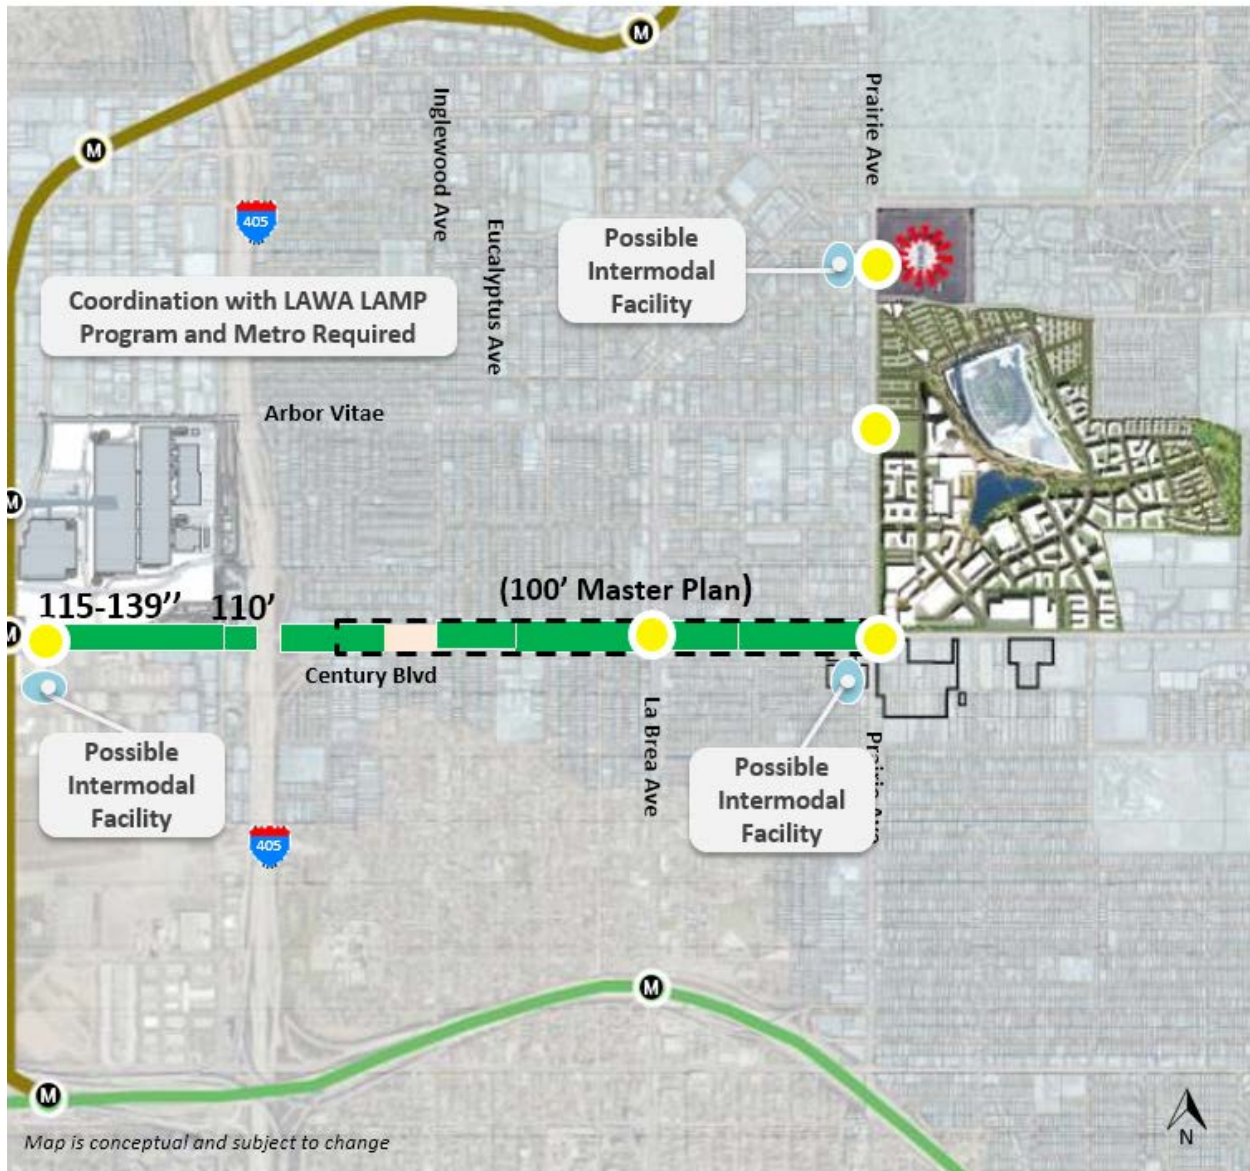 M
Prairie Ave
Inglewood Ave
M
405
Eucalyptus Ave
Possible
Intermodal
Facility
Coordination with LAWA LAMP
Program and Metro Required
Arbor Vitae
M
115-139’’
110’
(100’ Master Plan)
M
Century Blvd
La Brea Ave
Prairie Ave
Possible
Intermodal
Facility
Possible
Intermodal
Facility
405
M
M
N
Map is conceptual and subject to change